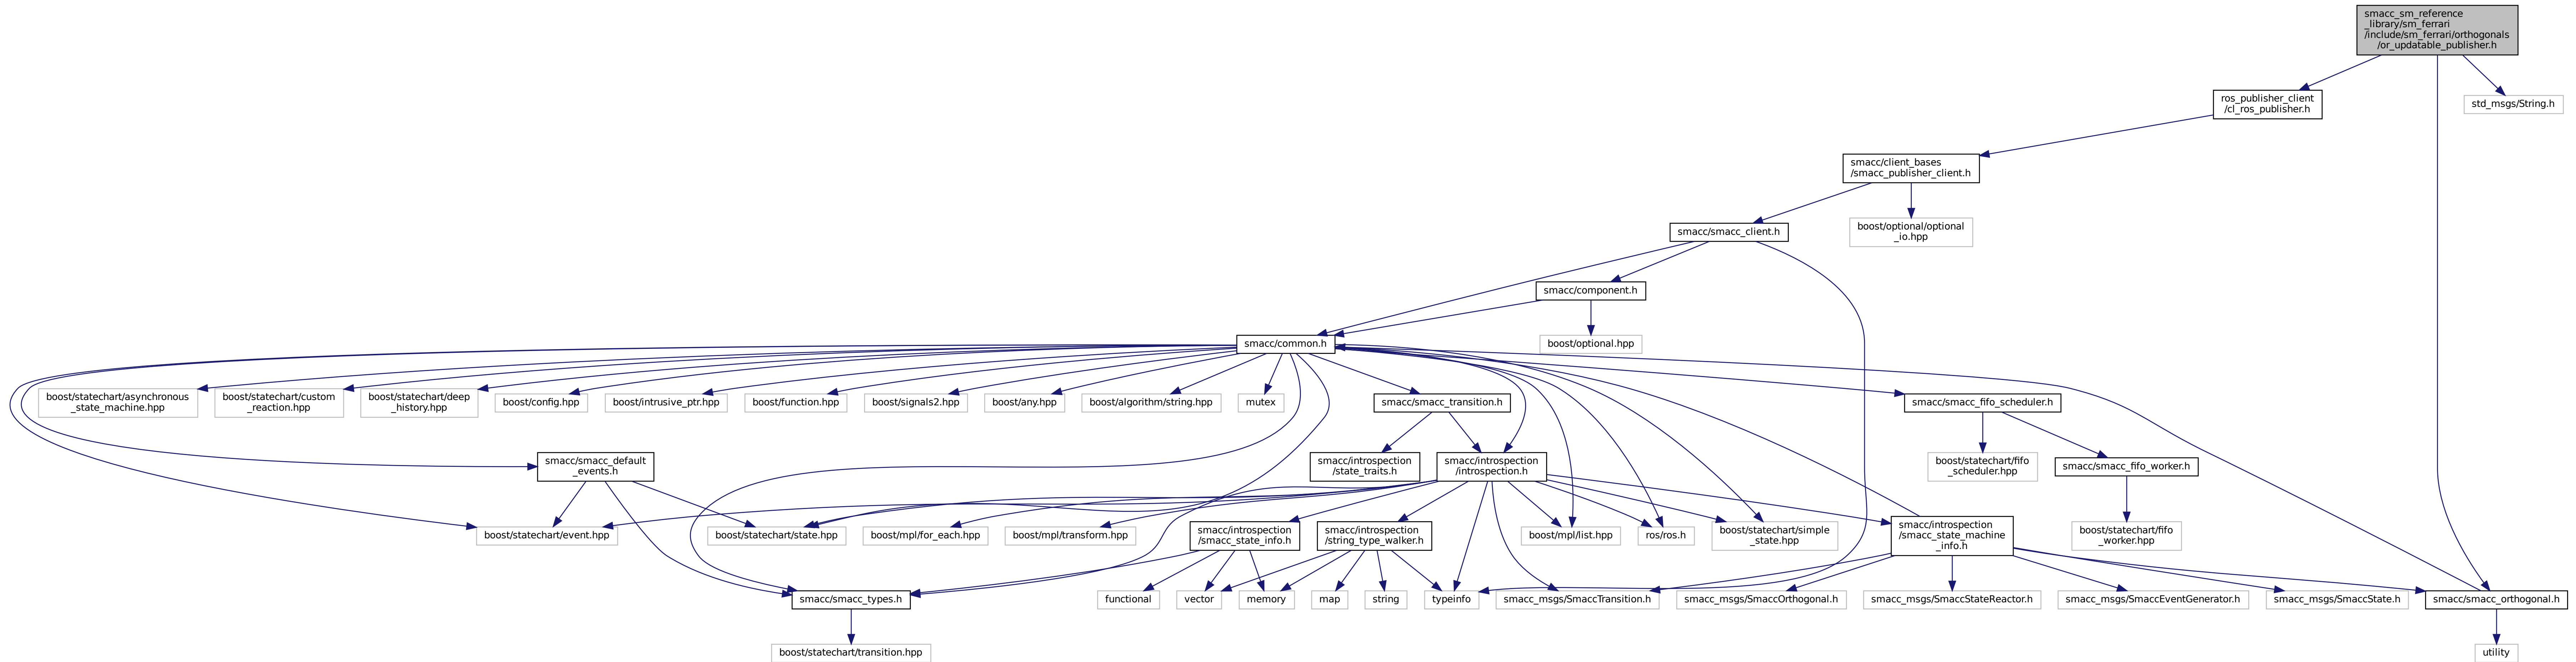 smacc_sm_reference
_library/sm_ferrari
/include/sm_ferrari/orthogonals
/or_updatable_publisher.h
ros_publisher_client
/cl_ros_publisher.h
std_msgs/String.h
smacc/client_bases
/smacc_publisher_client.h
smacc/smacc_client.h
boost/optional/optional
_io.hpp
smacc/component.h
smacc/common.h
boost/optional.hpp
boost/statechart/asynchronous
_state_machine.hpp
boost/statechart/custom
_reaction.hpp
boost/statechart/deep
_history.hpp
boost/config.hpp
boost/intrusive_ptr.hpp
boost/function.hpp
boost/signals2.hpp
boost/any.hpp
boost/algorithm/string.hpp
mutex
smacc/smacc_transition.h
smacc/smacc_fifo_scheduler.h
smacc/smacc_default
_events.h
smacc/introspection
/state_traits.h
smacc/introspection
/introspection.h
boost/statechart/fifo
_scheduler.hpp
smacc/smacc_fifo_worker.h
boost/statechart/event.hpp
boost/statechart/state.hpp
boost/mpl/for_each.hpp
boost/mpl/transform.hpp
smacc/introspection
/smacc_state_info.h
smacc/introspection
/string_type_walker.h
boost/mpl/list.hpp
ros/ros.h
boost/statechart/simple
_state.hpp
smacc/introspection
/smacc_state_machine
_info.h
boost/statechart/fifo
_worker.hpp
smacc/smacc_types.h
functional
vector
memory
map
string
typeinfo
smacc_msgs/SmaccTransition.h
smacc_msgs/SmaccOrthogonal.h
smacc_msgs/SmaccStateReactor.h
smacc_msgs/SmaccEventGenerator.h
smacc_msgs/SmaccState.h
smacc/smacc_orthogonal.h
boost/statechart/transition.hpp
utility